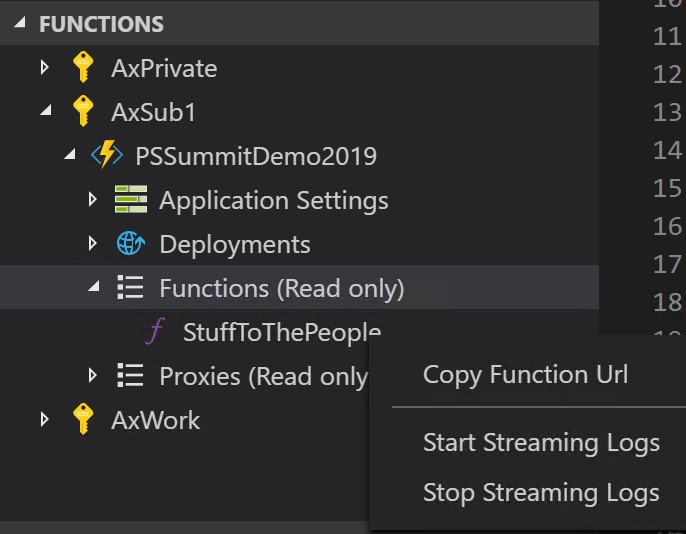 FUNCTIONS
AxPrivate
AxSub1
PSSummitDemo2019
Application Settings
Deployments
Functions (Read only)
StuffToThePeople
Proxies (Read only
AxWork
Copy Function Url
Start Streaming Logs
Stop Streaming Logs
11
12
13
14
15
16
17
18